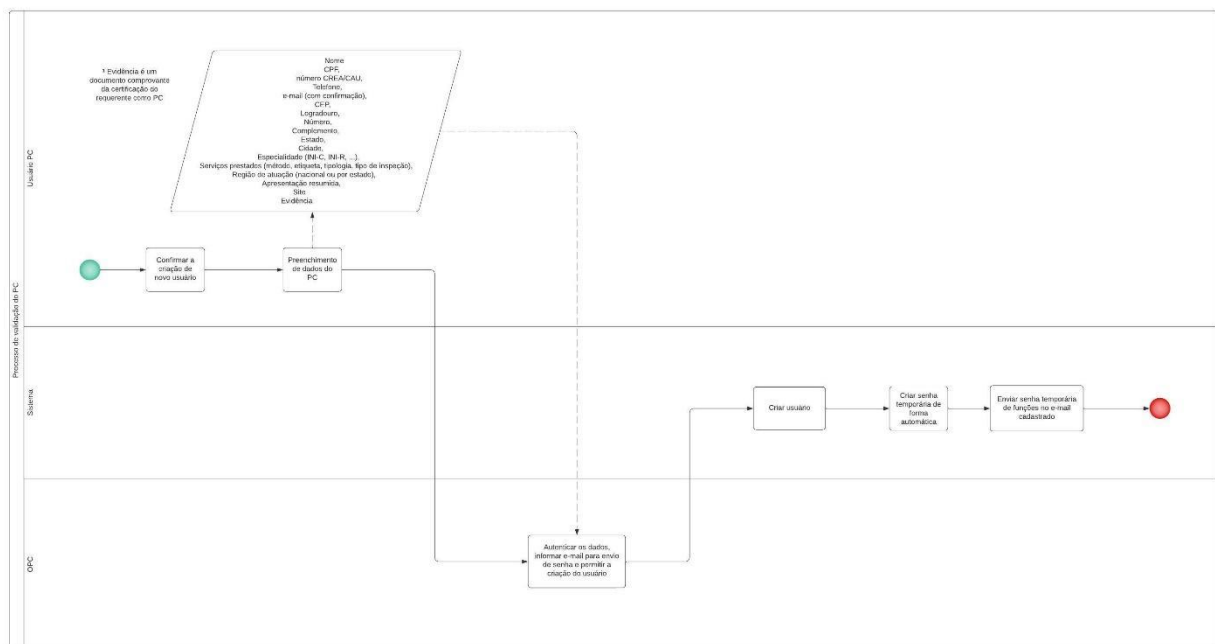 Processo de validação do PC
Usuário PC
¹ Evidência é um
documento comprovante
da certificação do
requerente como PC
Nome
CPF,
número CREA/CAU,
Telefone,
e-mail (com confirmação),
CEP,
Logradouro,
Número,
Complemento,
Estado,
Cidade,
Especialidade (INI-C, INI-R, ...),
Serviços prestados (método, etiqueta, tipologia, tipo de inspeção),
Região de atuação (nacional ou por estado),
Apresentação resumida,
Site
Evidência
Confirmar a
criação de
novo usuário
Preenchimento
de dados do
PC
Sistema
Criar usuário
Criar senha
temporária de
forma
automática
Enviar senha temporária
de funções no e-mail
cadastrado
OPC
Autenticar os dados,
informar e-mail para envio
de senha e permitir a
criação do usuário